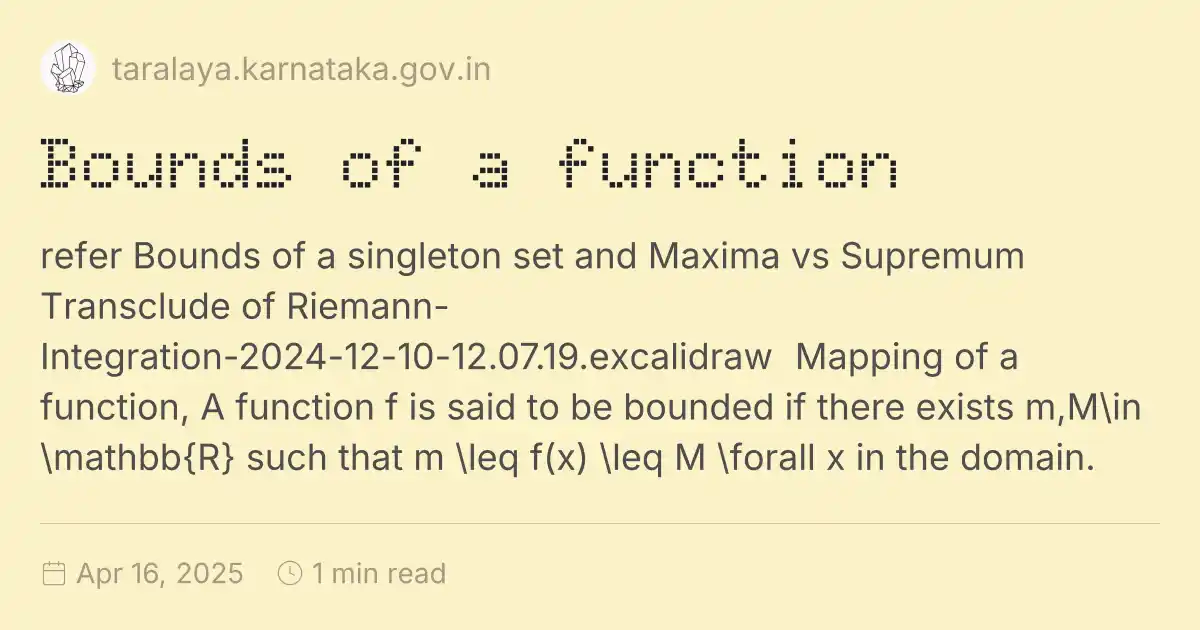 taralaya.karnataka.gov.in
Bounds of a function
refer Bounds of a singleton set and Maxima vs Supremum
Transclude of Riemann-
Integration-2024-12-10-12.07.19.excalidraw  Mapping of a
function, A function f is said to be bounded if there exists m,M\in
\mathbb{R} such that m \leq f(x) \leq M \forall x in the domain.
Apr 16, 2025 1 min read